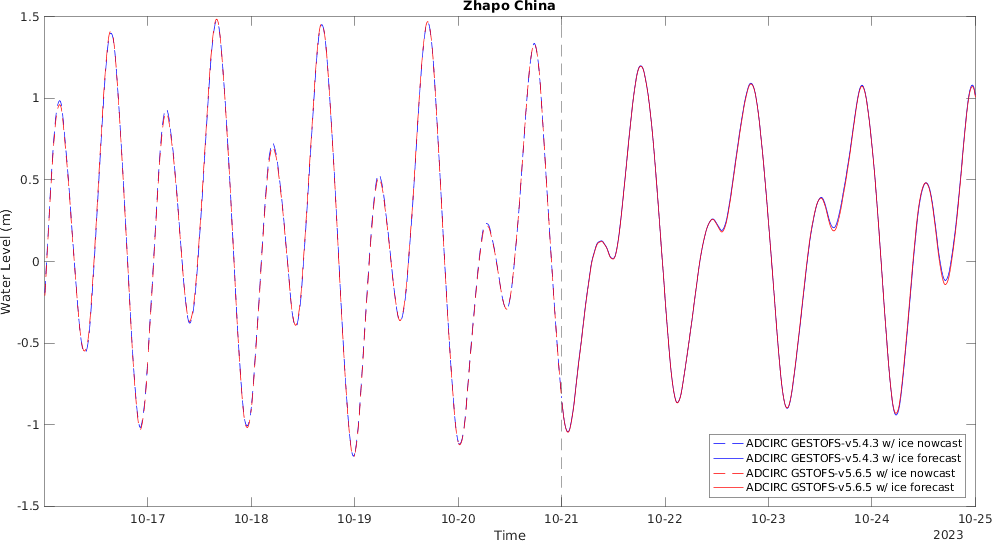 Zhapo China
1.5
1
0.5
0
-0.5
-1
-1.5
Water Level (m)
10-17 10-18 10-19 10-20 10-21 10-22 10-23 10-24 10-25
Time
2023
ADCIRC GESTOFS-v5.4.3 w/ ice nowcast
ADCIRC GESTOFS-v5.4.3 w/ ice forecast
ADCIRC GSTOFS-v5.6.5 w/ ice nowcast
ADCIRC GSTOFS-v5.6.5 w/ ice forecast